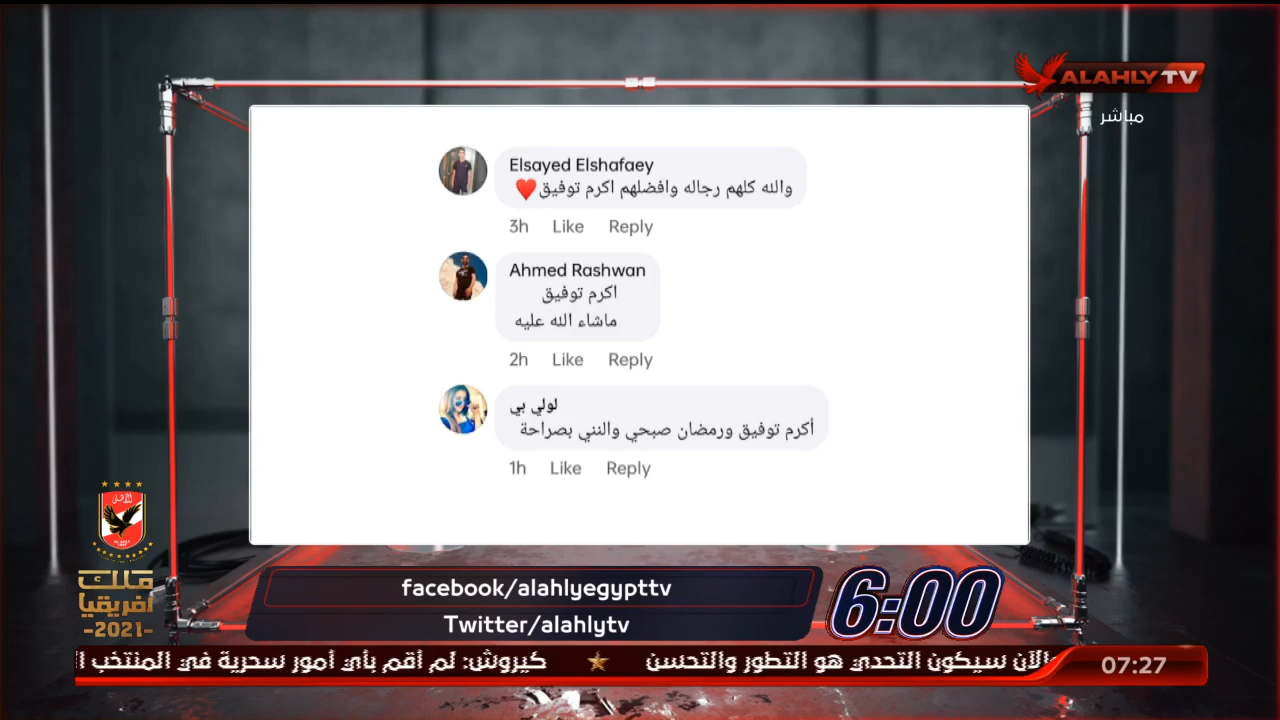 ALAHLY TV
مباشر
Elsayed Elshafaey
والله كلهم رجاله وافضلهم اكرم توفيق❤️
3h Like Reply
Ahmed Rashwan
اكرم توفيق
ماشاء الله عليه
2h Like Reply
لولي بي
أكرم توفيق ورمضان صبحي والنني بصراحة
1h Like Reply
ملك
أفريقيا
-2021-
facebook/alahlyegypttv
Twitter/alahlytv
6:00
والآن سيكون التحدي هو التطور والتحسن ★ كيروش: لم أقم بأي أمور سحرية في المنتخب
07:27